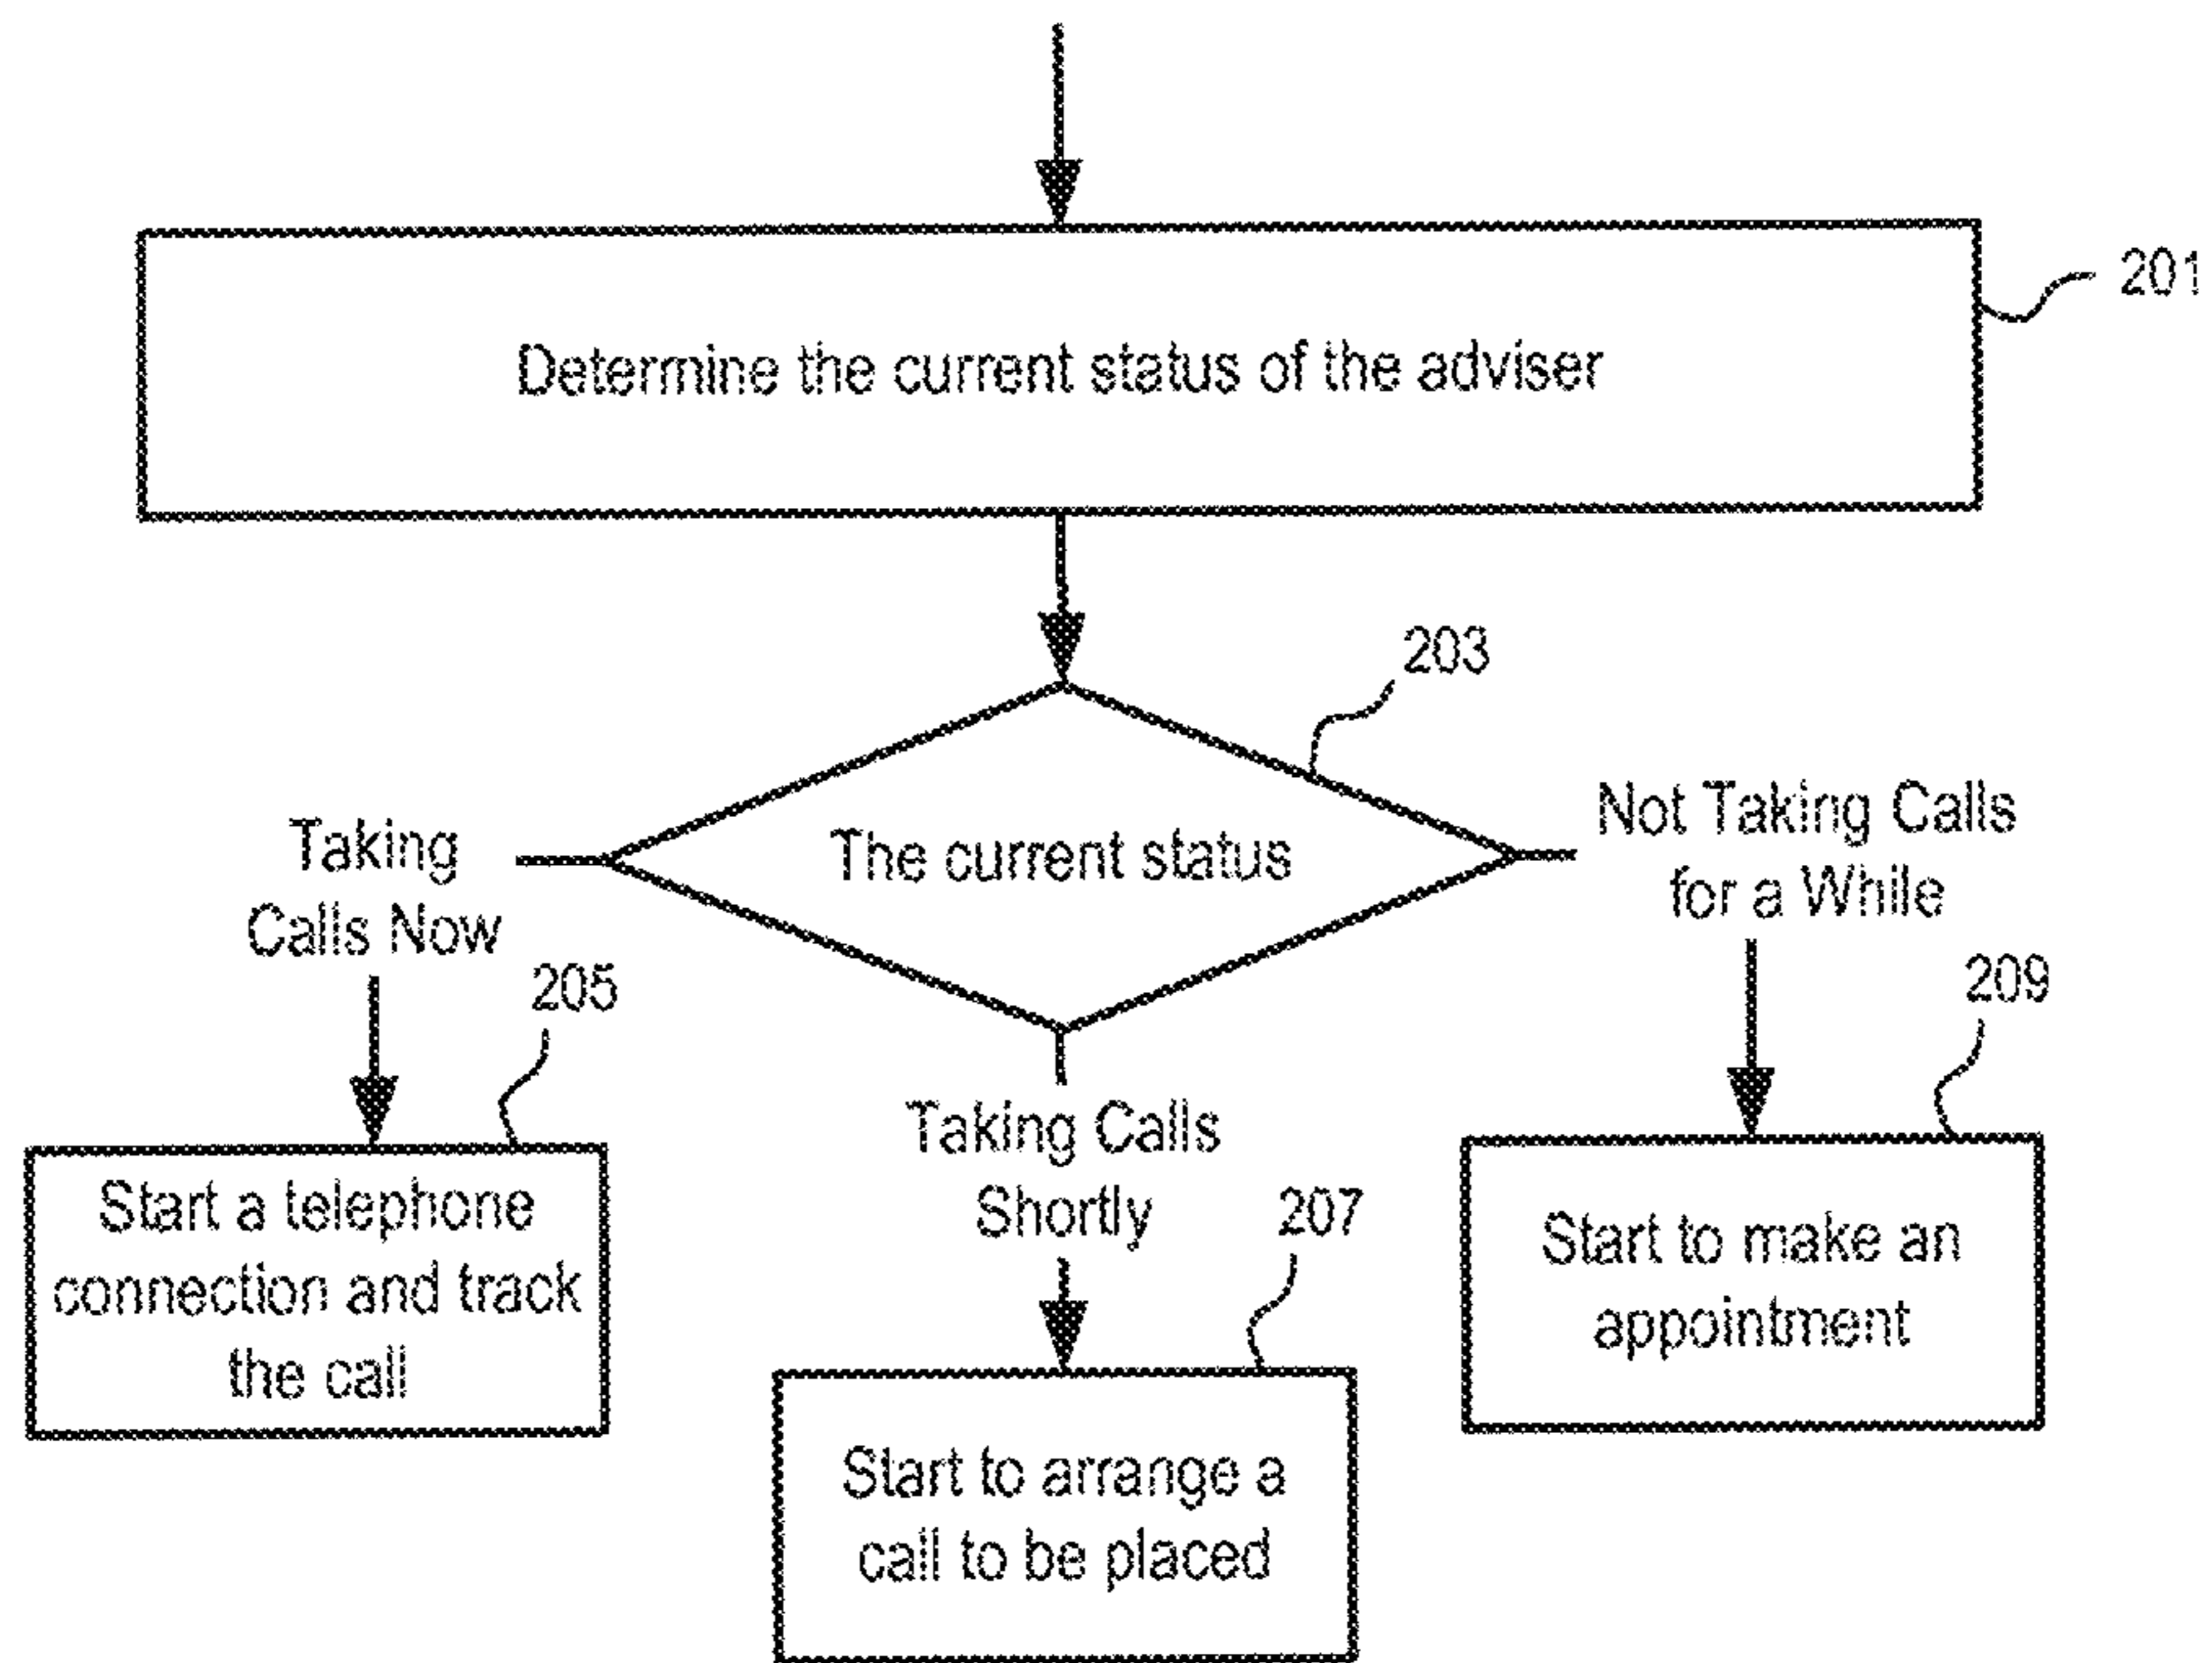 201
Determine the current status of the adviser
203
The current status
Taking
Calls Now
Not Taking Calls
for a While
205
209
Taking Calls
Shortly
207
Start a telephone
connection and track
the call
Start to make an
appointment
Start to arrange a
call to be placed